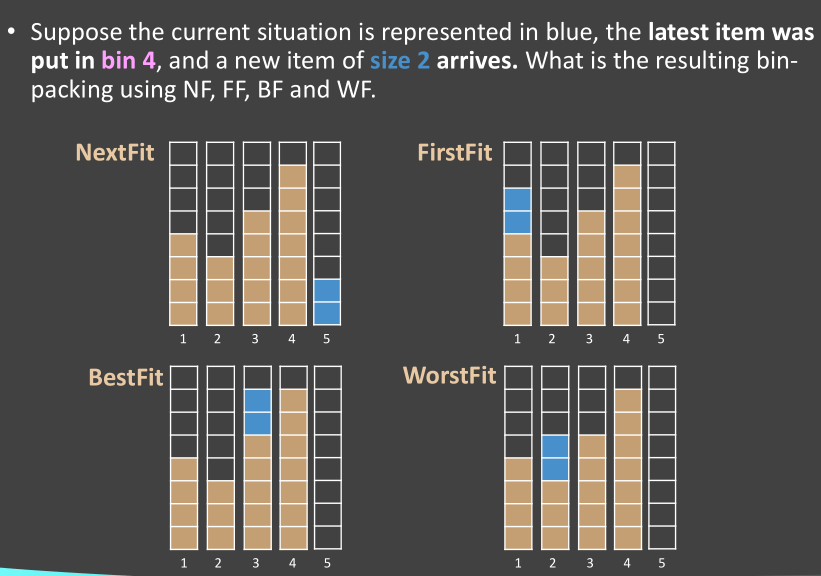 • Suppose the current situation is represented in blue, the latest item was
put in bin 4, and a new item of size 2 arrives. What is the resulting bin-
packing using NF, FF, BF and WF.
NextFit
1 2 3 4 5
FirstFit
1 2 3 4 5
BestFit
1 2 3 4 5
WorstFit
1 2 3 4 5